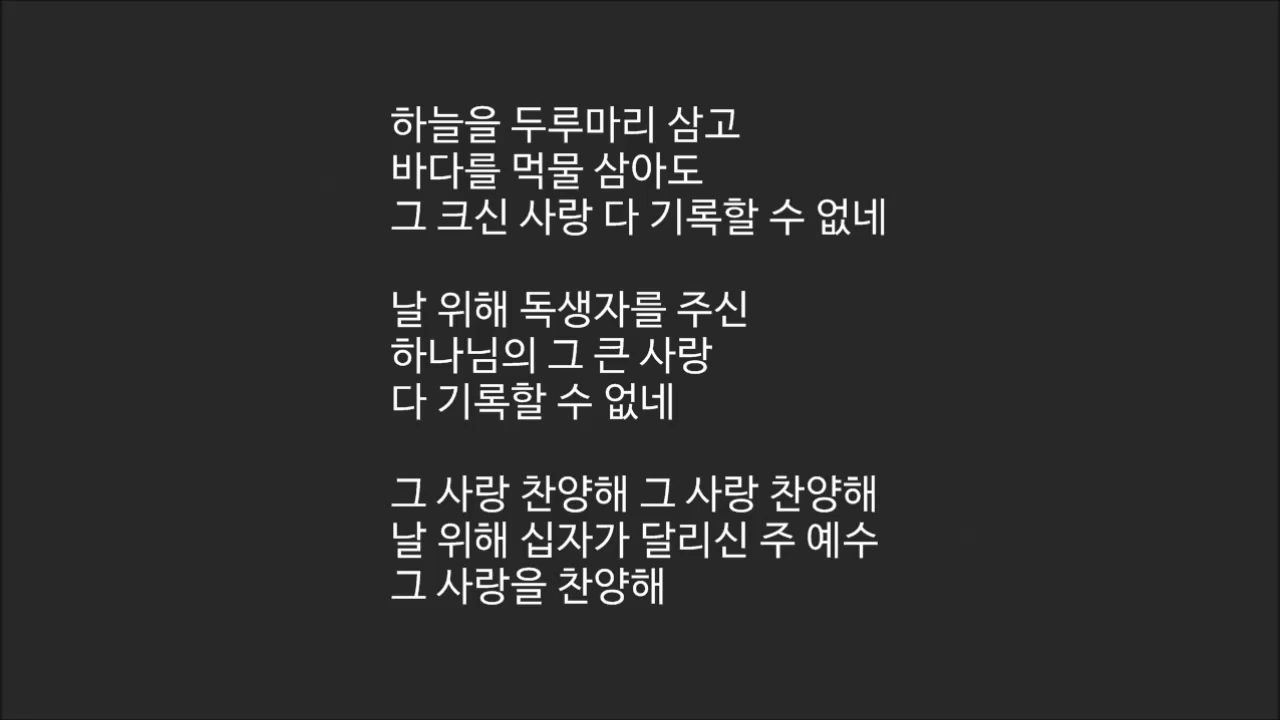 하늘을 두루마리 삼고
바다를 먹물 삼아도
그 크신 사랑 다 기록할 수 없네
날 위해 독생자를 주신
하나님의 그 큰 사랑
다 기록할 수 없네
그 사랑 찬양해 그 사랑 찬양해
날 위해 십자가 달리신 주 예수
그 사랑을 찬양해